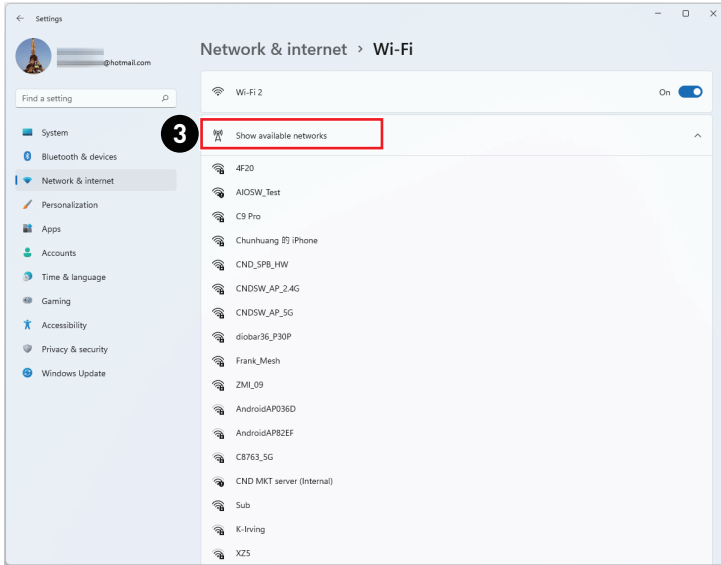 Settings
@hotmail.com
Network & internet > Wi-Fi
Find a setting
Wi-Fi 2
On
3
Show available networks
System
Bluetooth & devices
Network & internet
Personalization
Apps
Accounts
Time & language
Gaming
Accessibility
Privacy & security
Windows Update
4F20
AIOSW_Test
C9 Pro
Chunhuang 的 iPhone
CND_SPB_HW
CNDSW_AP_2.4G
CNDSW_AP_5G
diobar36_P30P
Frank_Mesh
ZMI_09
AndroidAP036D
AndroidAP82EF
C8763_5G
CND MKT server (Internal)
Sub
K-Irving
XZ5